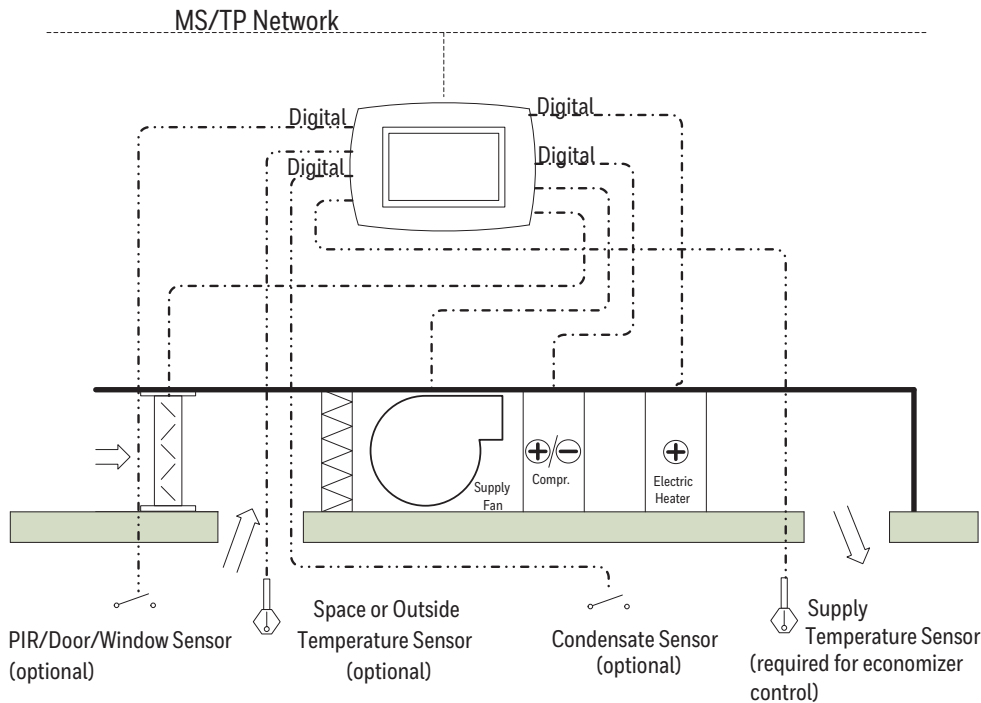 MS/TP Network
Digital
Digital
Digital
Digital
Supply
Fan
Compr.
Electric
Heater
PIR/Door/Window Sensor
(optional)
Space or Outside
Temperature Sensor
(optional)
Condensate Sensor
(optional)
Supply
Temperature Sensor
(required for economizer
control)